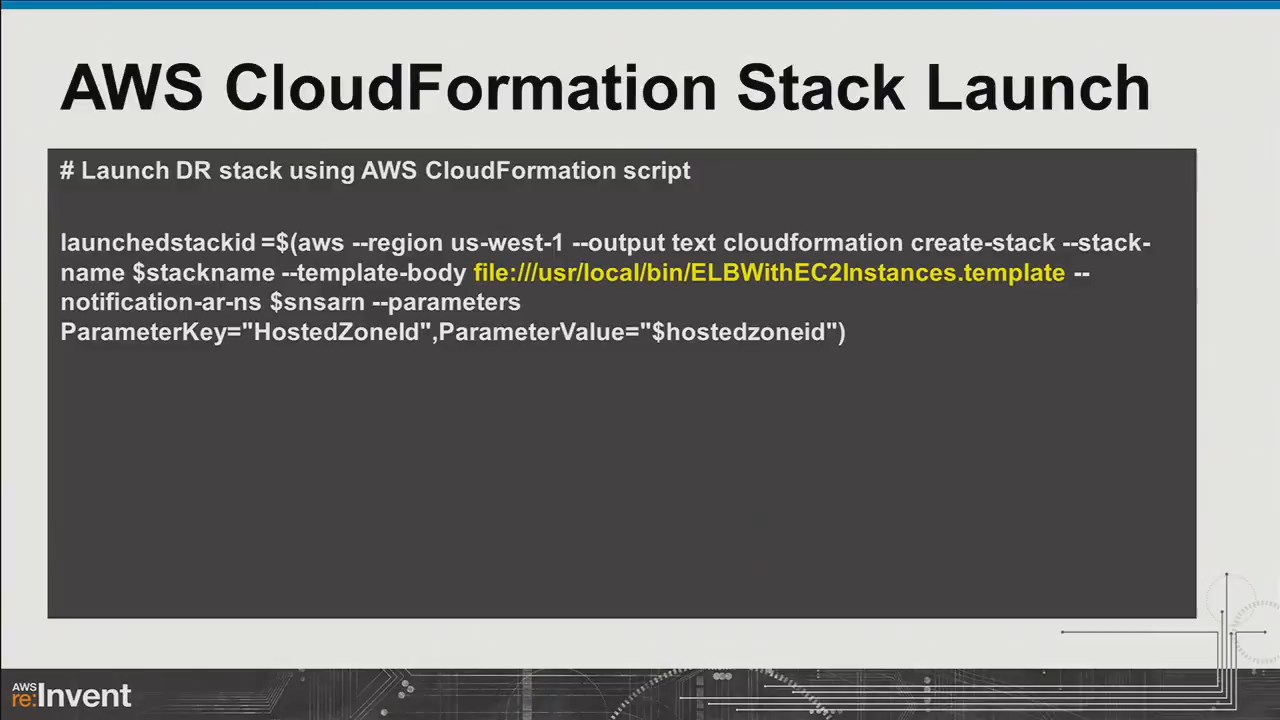 AWS CloudFormation Stack Launch
# Launch DR stack using AWS CloudFormation script
launchedstackid =$(aws --region us-west-1 --output text cloudformation create-stack --stack-
name $stackname --template-body file:///usr/local/bin/ELBWithEC2Instances.template --
notification-ar-ns $snsarn --parameters
ParameterKey="HostedZoneId",ParameterValue="$hostedzoneid")
AWS
re:Invent